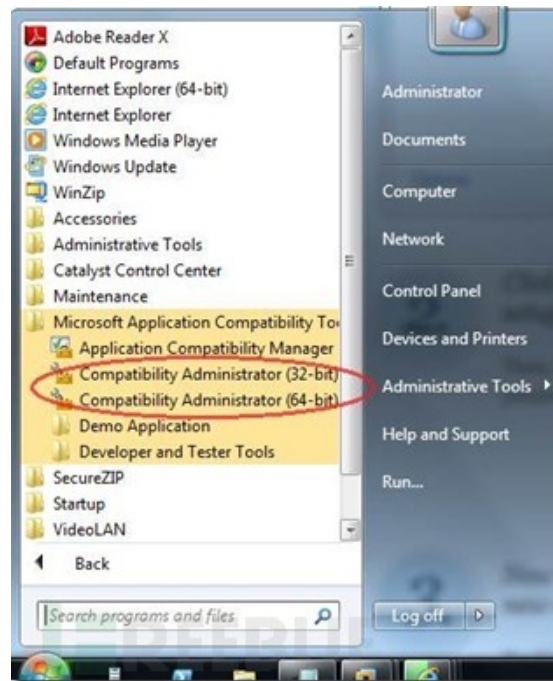 Adobe Reader X
Default Programs
Internet Explorer (64-bit)
Internet Explorer
Windows Media Player
Windows Update
WinZip
Accessories
Administrative Tools
Catalyst Control Center
Maintenance
Microsoft Application Compatibility To
Application Compatibility Manager
Compatibility Administrator (32-bit)
Compatibility Administrator (64-bit)
Demo Application
Developer and Tester Tools
SecureZIP
Startup
VideoLAN
Back
Search programs and files
Administrator
Documents
Computer
Network
Control Panel
Devices and Printers
Administrative Tools
Help and Support
Run...
Log off
FREEBUF